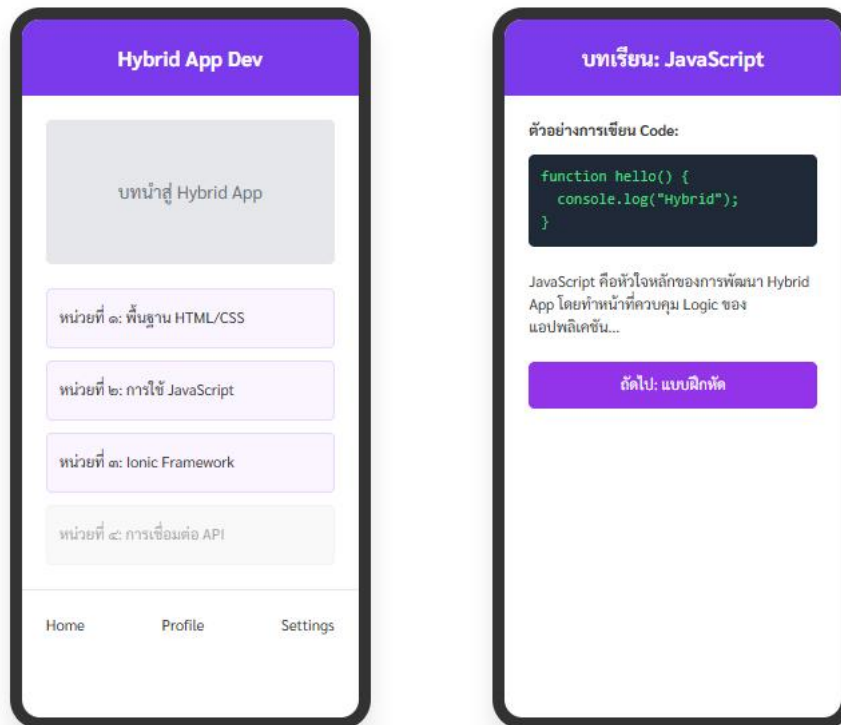 Hybrid App Dev
บทนำสู่ Hybrid App
หน่วยที่ ๑: พื้นฐาน HTML/CSS
หน่วยที่ ๒: การใช้ JavaScript
หน่วยที่ ๓: Ionic Framework
หน่วยที่ ๔: การเชื่อมต่อ API
Home Profile Settings
บทเรียน: JavaScript
ตัวอย่างการเขียน Code:
function hello() {
  console.log("Hybrid");
}
JavaScript คือหัวใจหลักของการพัฒนา Hybrid
App โดยทำหน้าที่ควบคุม Logic ของ
แอปพลิเคชัน...
ถัดไป: แบบฝึกหัด